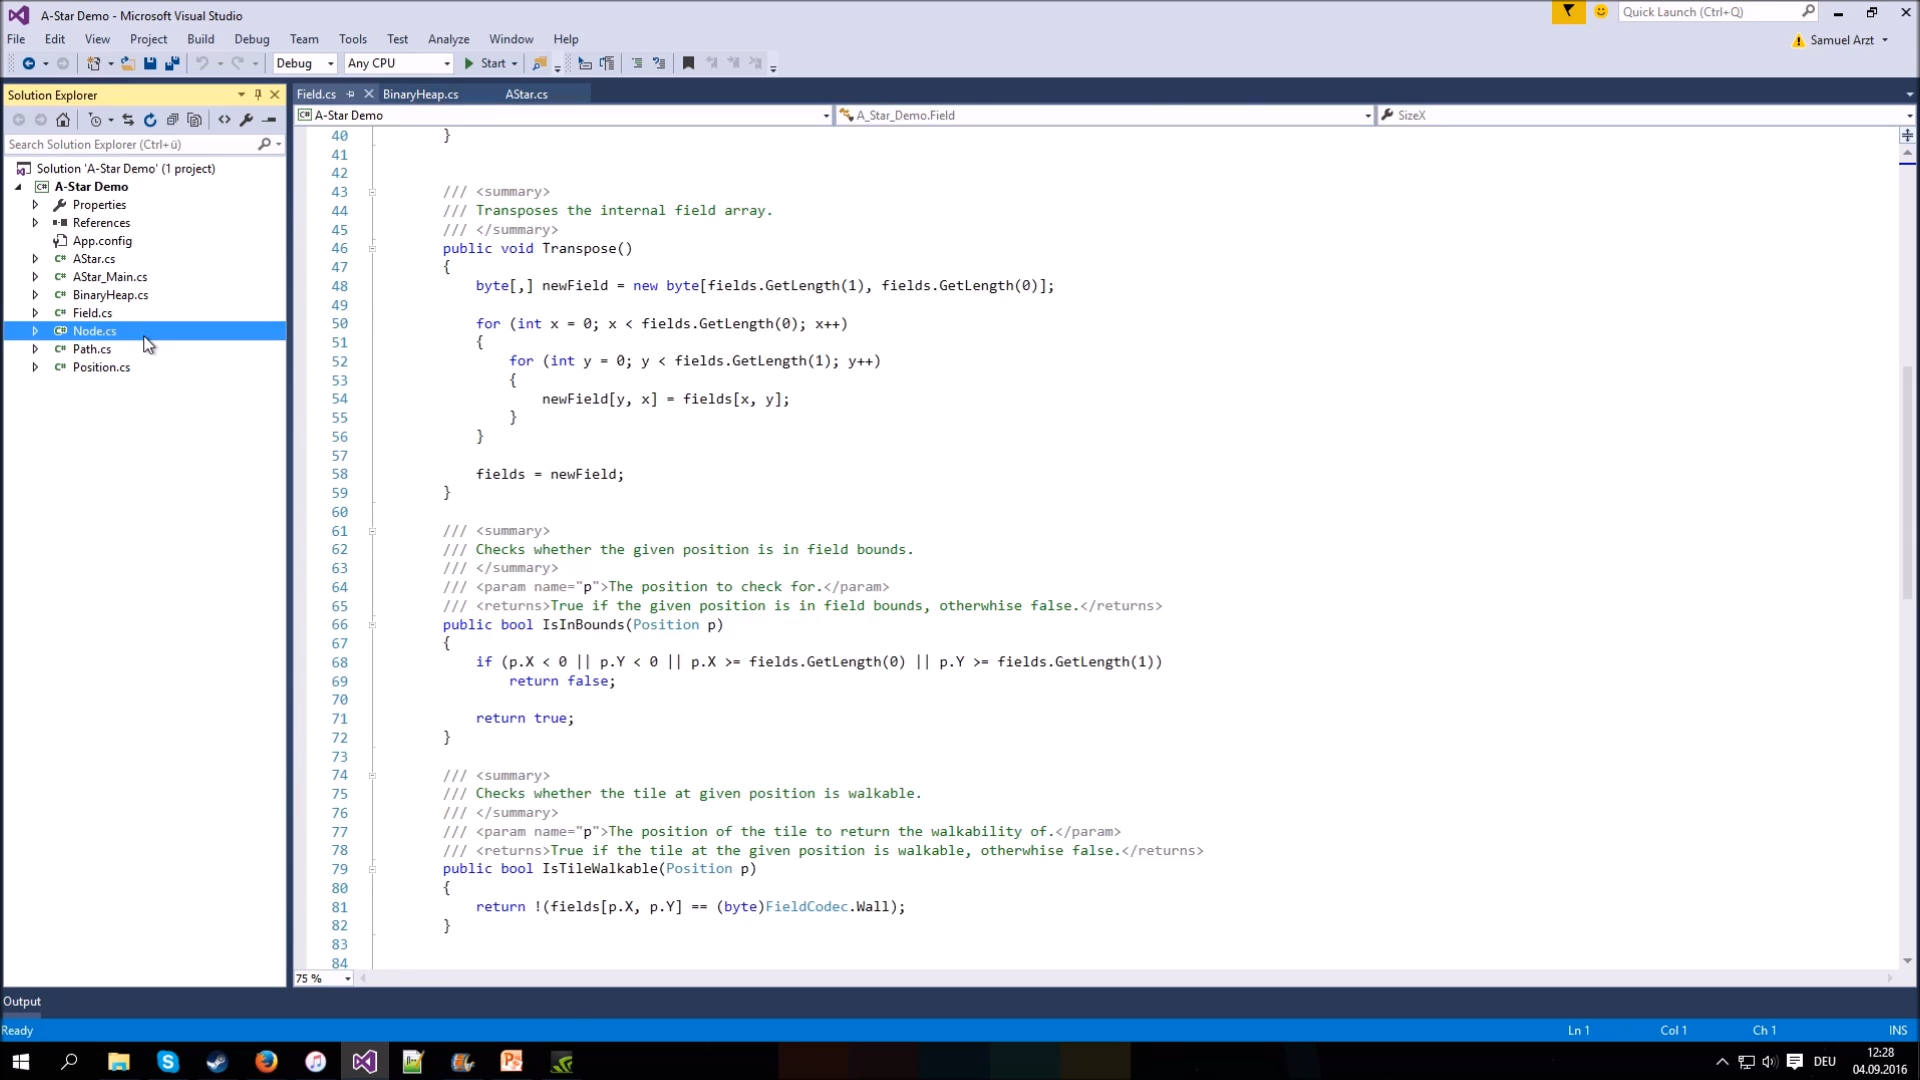 A-Star Demo - Microsoft Visual Studio
Quick Launch (Ctrl+Q)
File Edit View Project Build Debug Team Tools Test Analyze Window Help
Samuel Arzt
Debug Any CPU Start
Solution Explorer
Field.cs BinaryHeap.cs AStar.cs
A-Star Demo A_Star_Demo.Field SizeX
Search Solution Explorer (Ctrl+ü)
Solution 'A-Star Demo' (1 project)
A-Star Demo
Properties
References
App.config
AStar.cs
AStar_Main.cs
BinaryHeap.cs
Field.cs
Node.cs
Path.cs
Position.cs
40 }
41
42
43 /// <summary>
44 /// Transposes the internal field array.
45 /// </summary>
46 public void Transpose()
47 {
48 byte[,] newField = new byte[fields.GetLength(1), fields.GetLength(0)];
49
50 for (int x = 0; x < fields.GetLength(0); x++)
51 {
52 for (int y = 0; y < fields.GetLength(1); y++)
53 {
54 newField[y, x] = fields[x, y];
55 }
56 }
57
58 fields = newField;
59 }
60
61 /// <summary>
62 /// Checks whether the given position is in field bounds.
63 /// </summary>
64 /// <param name="p">The position to check for.</param>
65 /// <returns>True if the given position is in field bounds, otherwhise false.</returns>
66 public bool IsInBounds(Position p)
67 {
68 if (p.X < 0 || p.Y < 0 || p.X >= fields.GetLength(0) || p.Y >= fields.GetLength(1))
69 return false;
70
71 return true;
72 }
73
74 /// <summary>
75 /// Checks whether the tile at given position is walkable.
76 /// </summary>
77 /// <param name="p">The position of the tile to return the walkability of.</param>
78 /// <returns>True if the tile at the given position is walkable, otherwhise false.</returns>
79 public bool IsTileWalkable(Position p)
80 {
81 return !(fields[p.X, p.Y] == (byte)FieldCodec.Wall);
82 }
83
84
75 %
Output
Ready Ln 1 Col 1 Ch 1 INS
DEU
12:28
04.09.2016